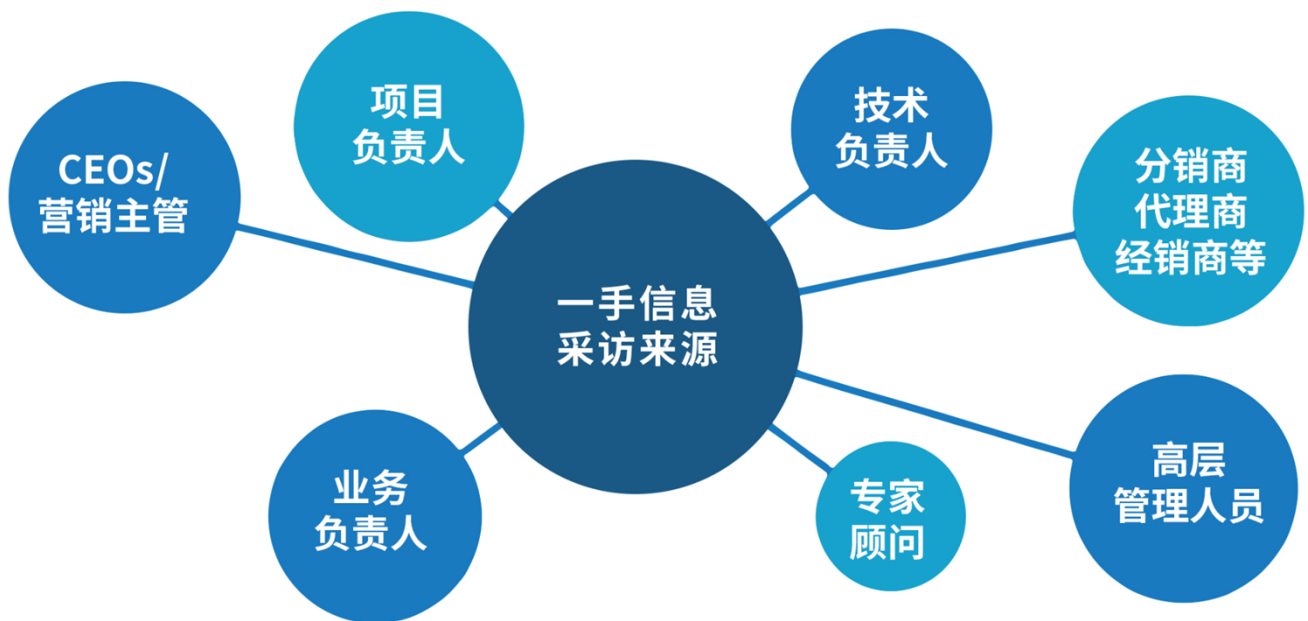 项目
负责人
技术
负责人
CEOs/
营销主管
分销商
代理商
经销商等
一手信息
采访来源
业务
负责人
专家
顾问
高层
管理人员